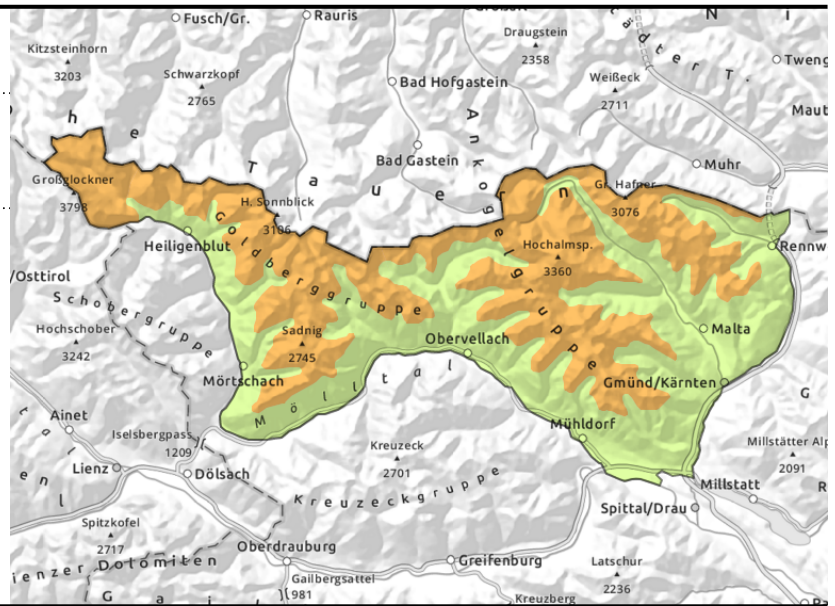 Fusch/Gr.
Rauris
N i
Kitzsteinhorn
3203
Draugstein
2358
Schwarzkopf
2765
Bad Hofgastein
Weißeck
2711
Tweng
Maut
h e T a u e r n
Ankogelgruppe
Bad Gastein
Muhr
Großglockner
3798
H. Sonnblick
3106
Gr. Hafner
3076
Goldberggruppe
Heiligenblut
Hochalmsp.
3360
Rennw
/Osttirol
Schobergruppe
Hochschober
3242
Sadnig
2745
Obervellach
Malta
Mörtschach
Mölltal
Gmünd/Kärnten
G
Ainet
Iselsbergpass
1209
Mühldorf
Kreuzeck
2701
Millstätter Alp
2091
Lienz
Dölsach
Kreuzeckgruppe
Millstatt
R
Spittal/Drau
Spitzkofel
2717
Oberdrauburg
Greifenburg
Latschur
2236
ienzer Dolomiten
Gailbergsattel
981
G a i l
Kreuzberg